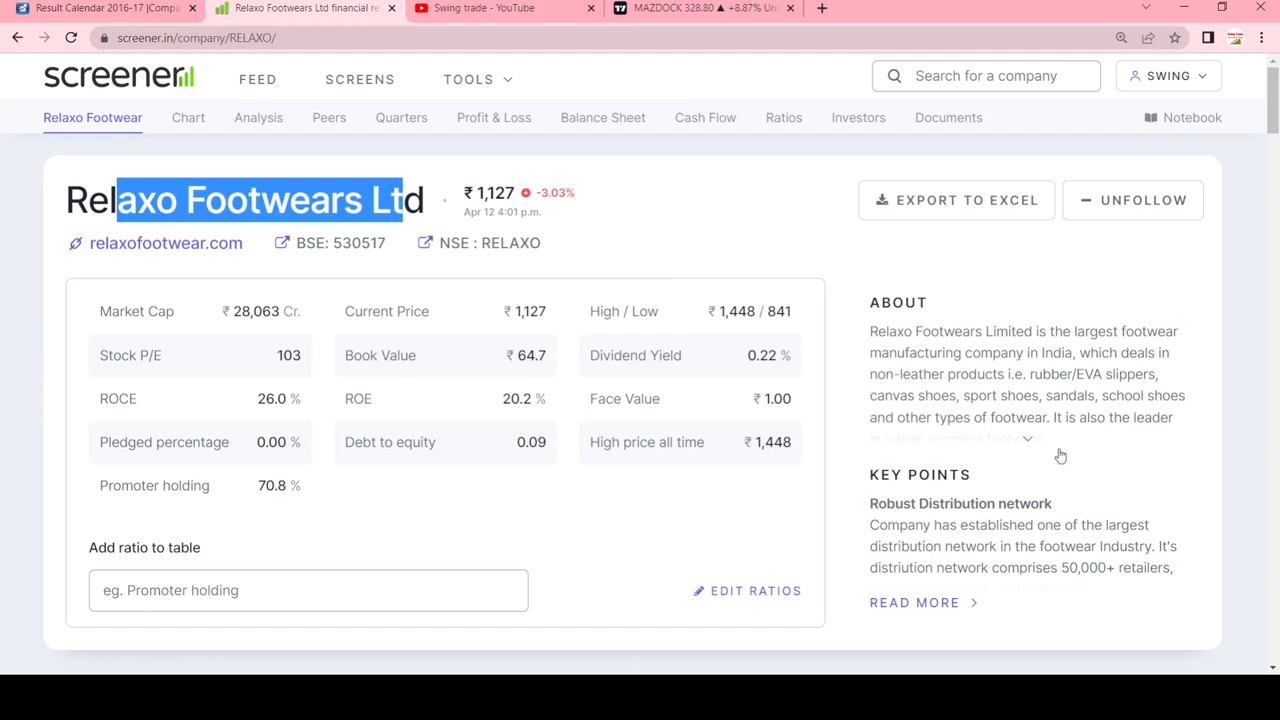 Result Calendar 2016-17 |Compa
Relaxo Footwears Ltd financial re
Swing trade - YouTube
MAZDOCK 328.80 ▲ +8.87% Un
screener.in/company/RELAXO/
screener
FEED
SCREENS
TOOLS
Search for a company
SWING
Relaxo Footwear
Chart
Analysis
Peers
Quarters
Profit & Loss
Balance Sheet
Cash Flow
Ratios
Investors
Documents
Notebook
Relaxo Footwears Ltd
₹ 1,127 -3.03%
Apr 12 4:01 p.m.
EXPORT TO EXCEL
UNFOLLOW
relaxofootwear.com
BSE: 530517
NSE : RELAXO
Market Cap ₹ 28,063 Cr.
Current Price ₹ 1,127
High / Low ₹ 1,448 / 841
Stock P/E 103
Book Value ₹ 64.7
Dividend Yield 0.22 %
ROCE 26.0 %
ROE 20.2 %
Face Value ₹ 1.00
Pledged percentage 0.00 %
Debt to equity 0.09
High price all time ₹ 1,448
Promoter holding 70.8 %
Add ratio to table
eg. Promoter holding
EDIT RATIOS
ABOUT
Relaxo Footwears Limited is the largest footwear
manufacturing company in India, which deals in
non-leather products i.e. rubber/EVA slippers,
canvas shoes, sport shoes, sandals, school shoes
and other types of footwear. It is also the leader
in 'value' segment footwear.
KEY POINTS
Robust Distribution network
Company has established one of the largest
distribution network in the footwear Industry. It's
distriution network comprises 50,000+ retailers,
READ MORE